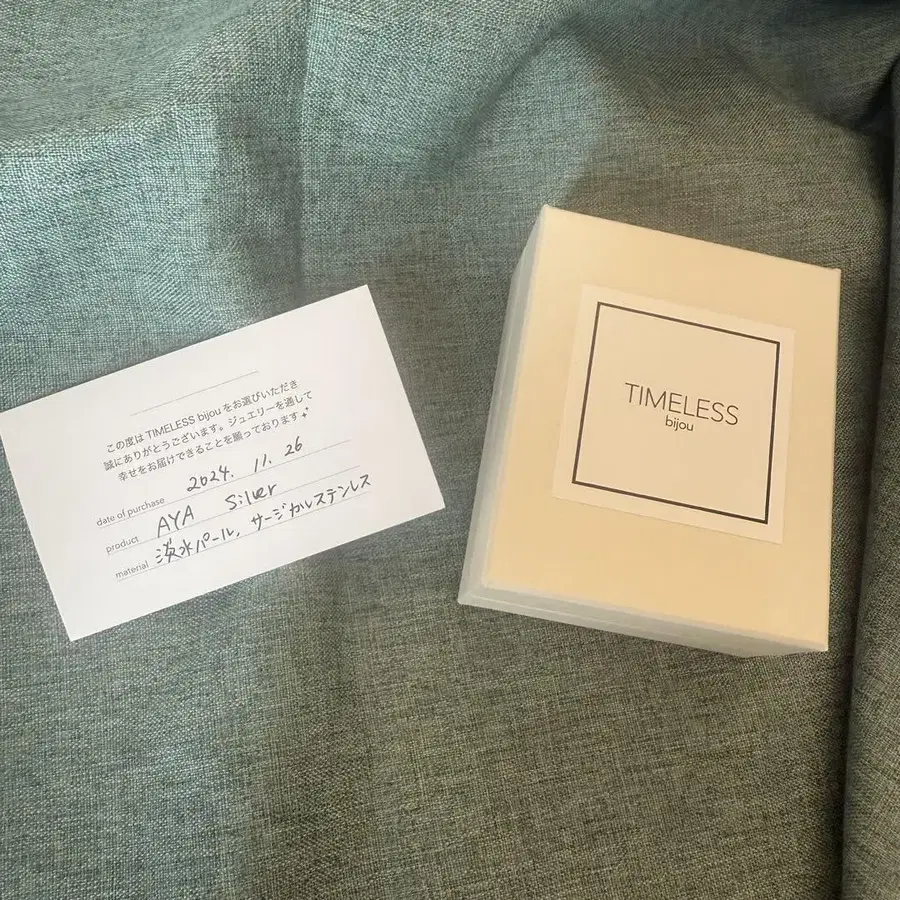 この度は TIMELESS bijou をお選びいただき
誠にありがとうございます。ジュエリーを通して
幸せをお届けできることを願っております
date of purchase 2024. 11. 26
product AYA Silver
material 淡水パール, サージカルステンレス
TIMELESS
bijou